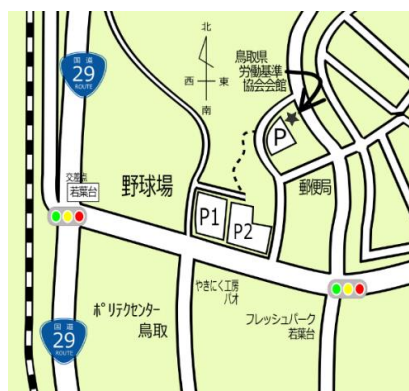 国道
29
ROUTE
北
西
東
南
鳥取県
労働基準
協会会館
交差点
若葉台
野球場
P
P1
P2
郵便局
やきにく工房
バオ
ポリテクセンター
鳥取
フレッシュパーク
若葉台
国道
29
ROUTE